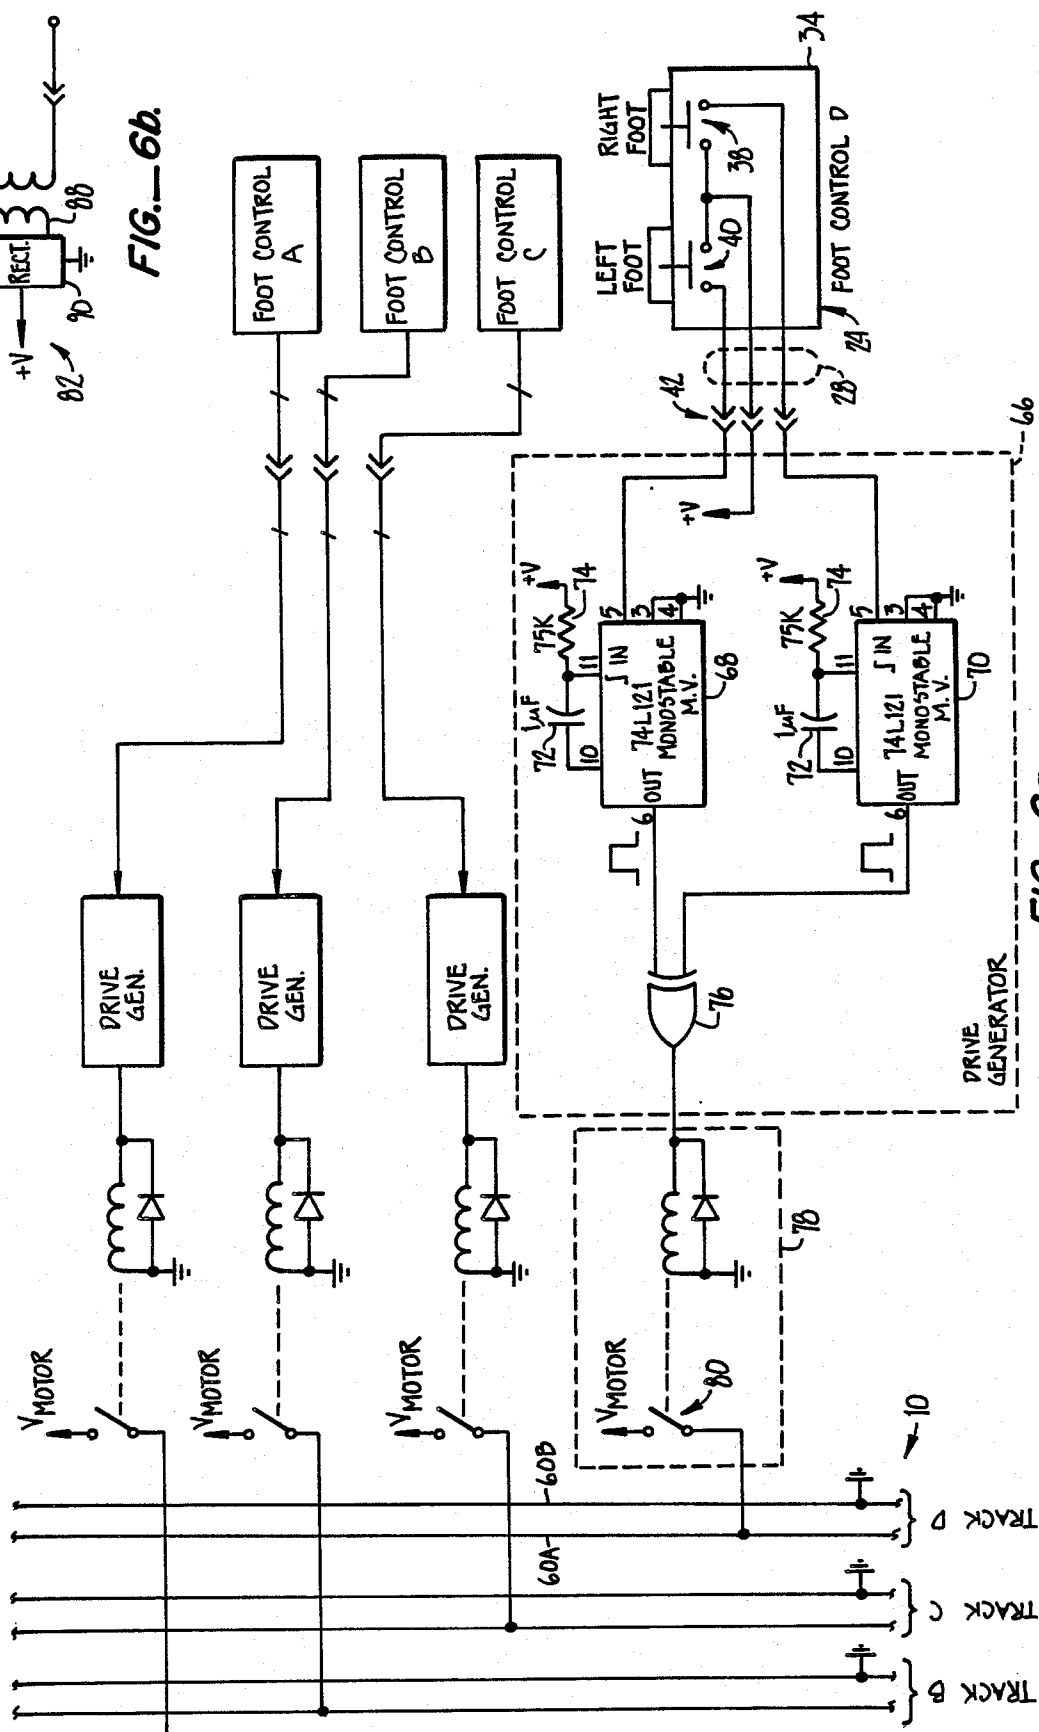 +V
RECT.
88
90
82
FIG.—6b.
FOOT CONTROL
A
FOOT CONTROL
B
FOOT CONTROL
C
RIGHT
FOOT
LEFT
FOOT
34
38
40
FOOT CONTROL D
24
28
42
66
+V
+V
75K
74
5
3
4
11
∫ IN
1µF
72
10
74L121
MONOSTABLE
M.V.
68
OUT
6
+V
75K
74
5
3
4
11
∫ IN
1µF
72
10
74L121
MONOSTABLE
M.V.
70
OUT
6
76
DRIVE
GENERATOR
DRIVE
GEN.
DRIVE
GEN.
DRIVE
GEN.
78
VMOTOR
VMOTOR
VMOTOR
VMOTOR
80
10
60B
60A
TRACK D
TRACK C
TRACK B